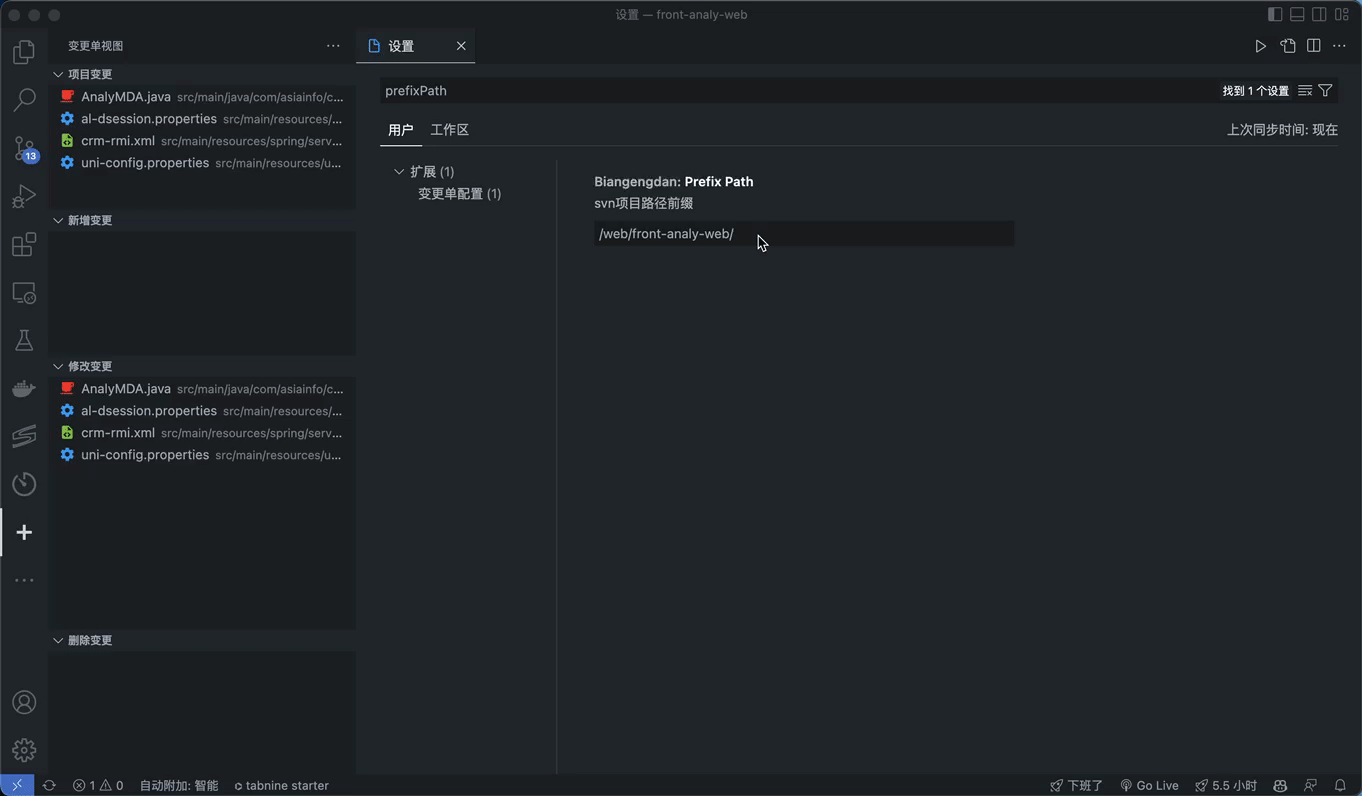 设置 — front-analy-web
变更单视图
设置
项目变更
AnalyMDA.java src/main/java/com/asiainfo/c...
al-dsession.properties src/main/resources/...
crm-rmi.xml src/main/resources/spring/serv...
uni-config.properties src/main/resources/u...
新增变更
修改变更
AnalyMDA.java src/main/java/com/asiainfo/c...
al-dsession.properties src/main/resources/...
crm-rmi.xml src/main/resources/spring/serv...
uni-config.properties src/main/resources/u...
删除变更
13
prefixPath
找到 1 个设置
用户 工作区
上次同步时间: 现在
扩展 (1)
变更单配置 (1)
Biangengdan: Prefix Path
svn项目路径前缀
/web/front-analy-web/
1 0 自动附加: 智能 tabnine starter
下班了 Go Live 5.5 小时